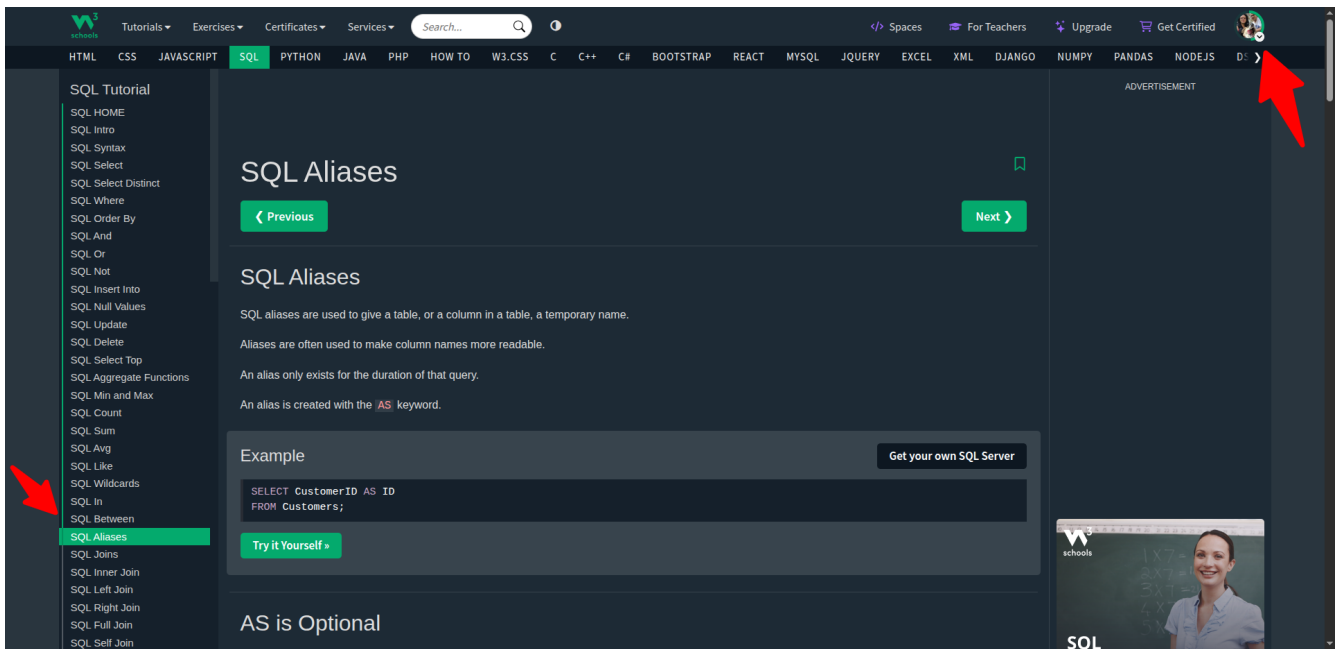 W3 schools Tutorials Exercises Certificates Services Search... Spaces For Teachers Upgrade Get Certified
HTML CSS JAVASCRIPT SQL PYTHON JAVA PHP HOW TO W3.CSS C C++ C# BOOTSTRAP REACT MYSQL JQUERY EXCEL XML DJANGO NUMPY PANDAS NODEJS
SQL Tutorial
SQL HOME
SQL Intro
SQL Syntax
SQL Select
SQL Select Distinct
SQL Where
SQL Order By
SQL And
SQL Or
SQL Not
SQL Insert Into
SQL Null Values
SQL Update
SQL Delete
SQL Select Top
SQL Aggregate Functions
SQL Min and Max
SQL Count
SQL Sum
SQL Avg
SQL Like
SQL Wildcards
SQL In
SQL Between
SQL Aliases
SQL Joins
SQL Inner Join
SQL Left Join
SQL Right Join
SQL Full Join
SQL Self Join
SQL Aliases
❮ Previous
Next ❯
SQL Aliases
SQL aliases are used to give a table, or a column in a table, a temporary name.
Aliases are often used to make column names more readable.
An alias only exists for the duration of that query.
An alias is created with the AS keyword.
Example
Get your own SQL Server
SELECT CustomerID AS ID
FROM Customers;
Try it Yourself »
AS is Optional
ADVERTISEMENT
W3 schools
SQL